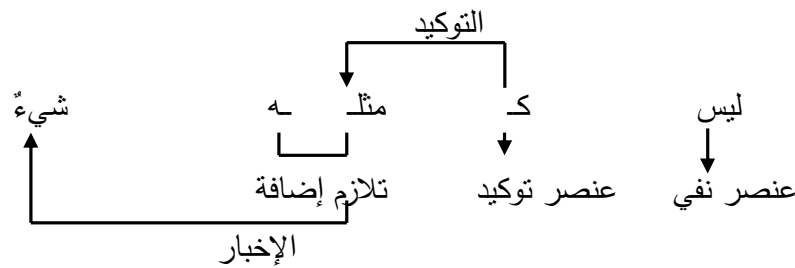 التوكيد
ليس كـ مثلـ ـه شيءٌ
عنصر نفي عنصر توكيد تلازم إضافة
الإخبار